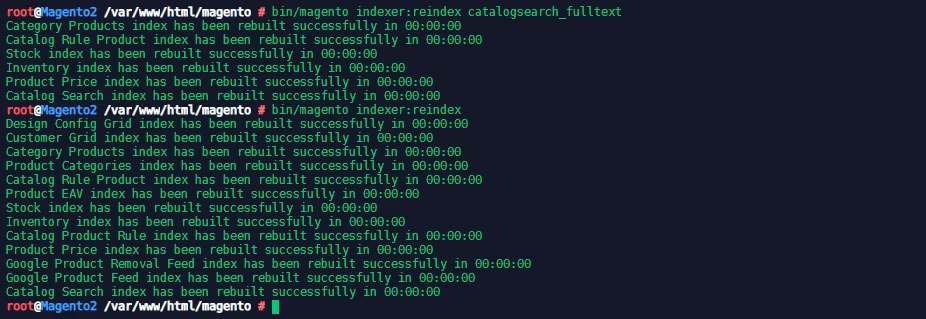 root@Magento2 /var/www/html/magento # bin/magento indexer:reindex catalogsearch_fulltext
Category Products index has been rebuilt successfully in 00:00:00
Catalog Rule Product index has been rebuilt successfully in 00:00:00
Stock index has been rebuilt successfully in 00:00:00
Inventory index has been rebuilt successfully in 00:00:00
Product Price index has been rebuilt successfully in 00:00:00
Catalog Search index has been rebuilt successfully in 00:00:00
root@Magento2 /var/www/html/magento # bin/magento indexer:reindex
Design Config Grid index has been rebuilt successfully in 00:00:00
Customer Grid index has been rebuilt successfully in 00:00:00
Category Products index has been rebuilt successfully in 00:00:00
Product Categories index has been rebuilt successfully in 00:00:00
Catalog Rule Product index has been rebuilt successfully in 00:00:00
Product EAV index has been rebuilt successfully in 00:00:00
Stock index has been rebuilt successfully in 00:00:00
Inventory index has been rebuilt successfully in 00:00:00
Catalog Product Rule index has been rebuilt successfully in 00:00:00
Product Price index has been rebuilt successfully in 00:00:00
Google Product Removal Feed index has been rebuilt successfully in 00:00:00
Google Product Feed index has been rebuilt successfully in 00:00:00
Catalog Search index has been rebuilt successfully in 00:00:00
root@Magento2 /var/www/html/magento #